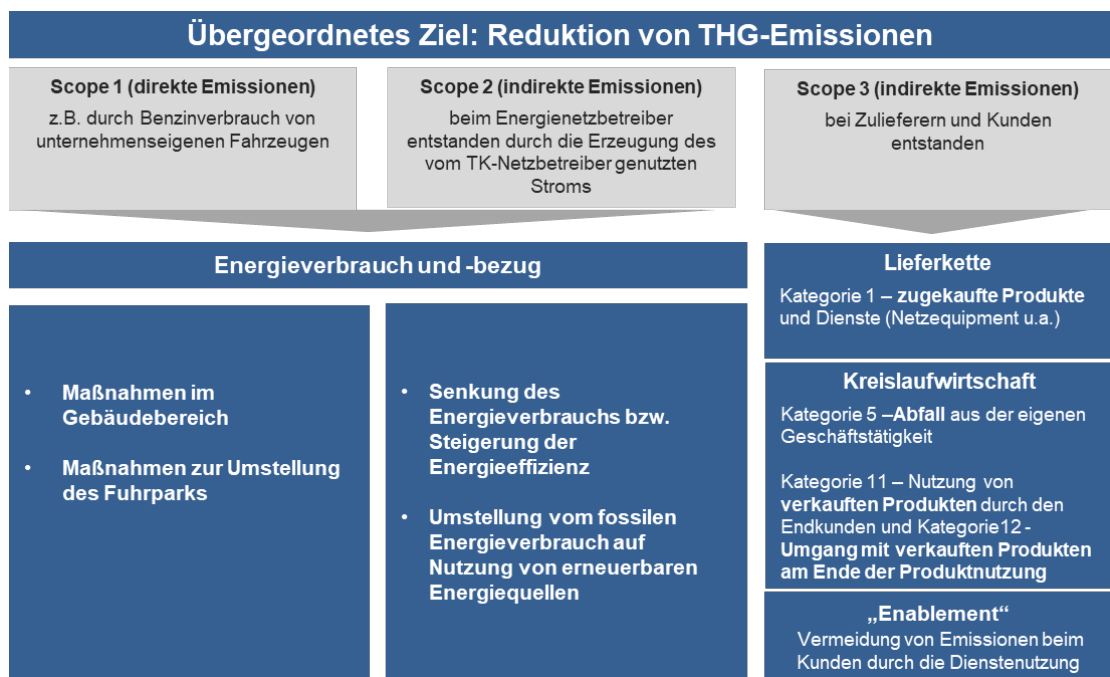 Übergeordnetes Ziel: Reduktion von THG-Emissionen
Scope 1 (direkte Emissionen)
z.B. durch Benzinverbrauch von
unternehmenseigenen Fahrzeugen
Scope 2 (indirekte Emissionen)
beim Energienetzbetreiber
entstanden durch die Erzeugung des
vom TK-Netzbetreiber genutzten
Stroms
Scope 3 (indirekte Emissionen)
bei Zulieferern und Kunden
entstanden
Energieverbrauch und -bezug
• Maßnahmen im
Gebäudebereich
• Maßnahmen zur Umstellung
des Fuhrparks
• Senkung des
Energieverbrauchs bzw.
Steigerung der
Energieeffizienz
• Umstellung vom fossilen
Energieverbrauch auf
Nutzung von erneuerbaren
Energiequellen
Lieferkette
Kategorie 1 – zugekaufte Produkte
und Dienste (Netzequipment u.a.)
Kreislaufwirtschaft
Kategorie 5 –Abfall aus der eigenen
Geschäftstätigkeit
Kategorie 11 – Nutzung von
verkauften Produkten durch den
Endkunden und Kategorie12 -
Umgang mit verkauften Produkten
am Ende der Produktnutzung
„Enablement“
Vermeidung von Emissionen beim
Kunden durch die Dienstenutzung